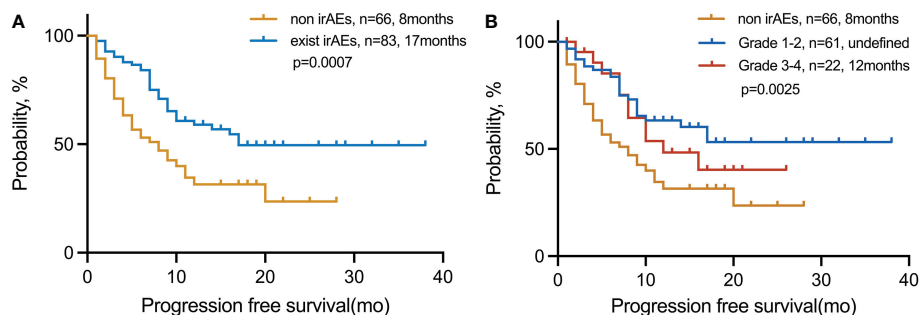 A
non irAEs, n=66, 8months
exist irAEs, n=83, 17months
p=0.0007
Probability, %
100
50
0
0 10 20 30 40
Progression free survival(mo)
B
non irAEs, n=66, 8months
Grade 1-2, n=61, undefined
Grade 3-4, n=22, 12months
p=0.0025
Probability, %
100
50
0
0 10 20 30 40
Progression free survival(mo)